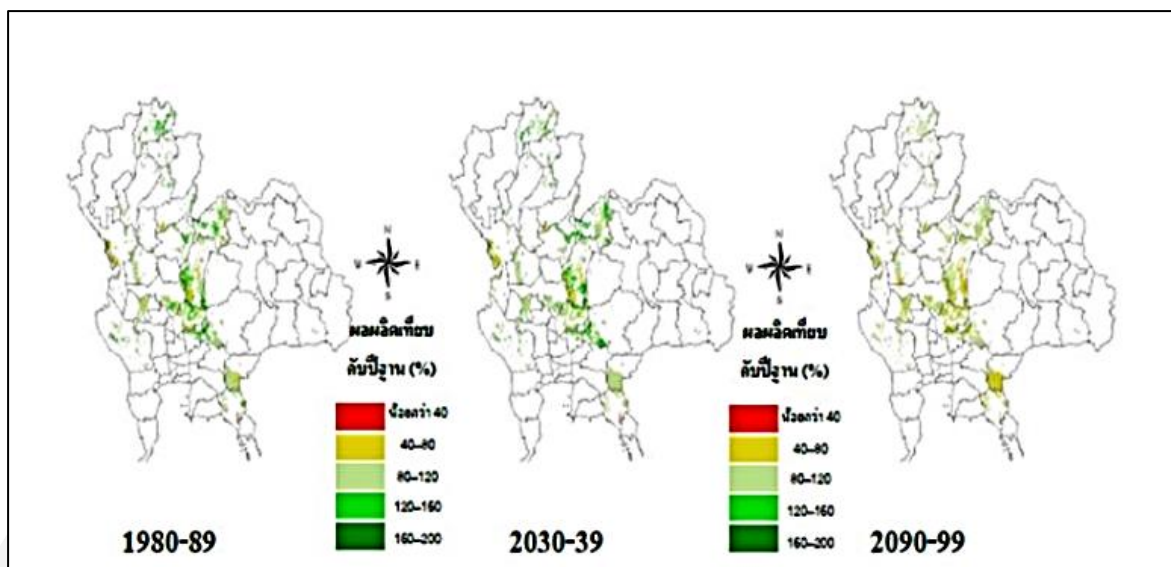 N
W E
S
ผลผลิตเทียบ
กับปีฐาน (%)
น้อยกว่า 40
40–80
80–120
120–160
160–200
N
W E
S
ผลผลิตเทียบ
กับปีฐาน (%)
น้อยกว่า 40
40–80
80–120
120–160
160–200
1980-89
2030-39
2090-99